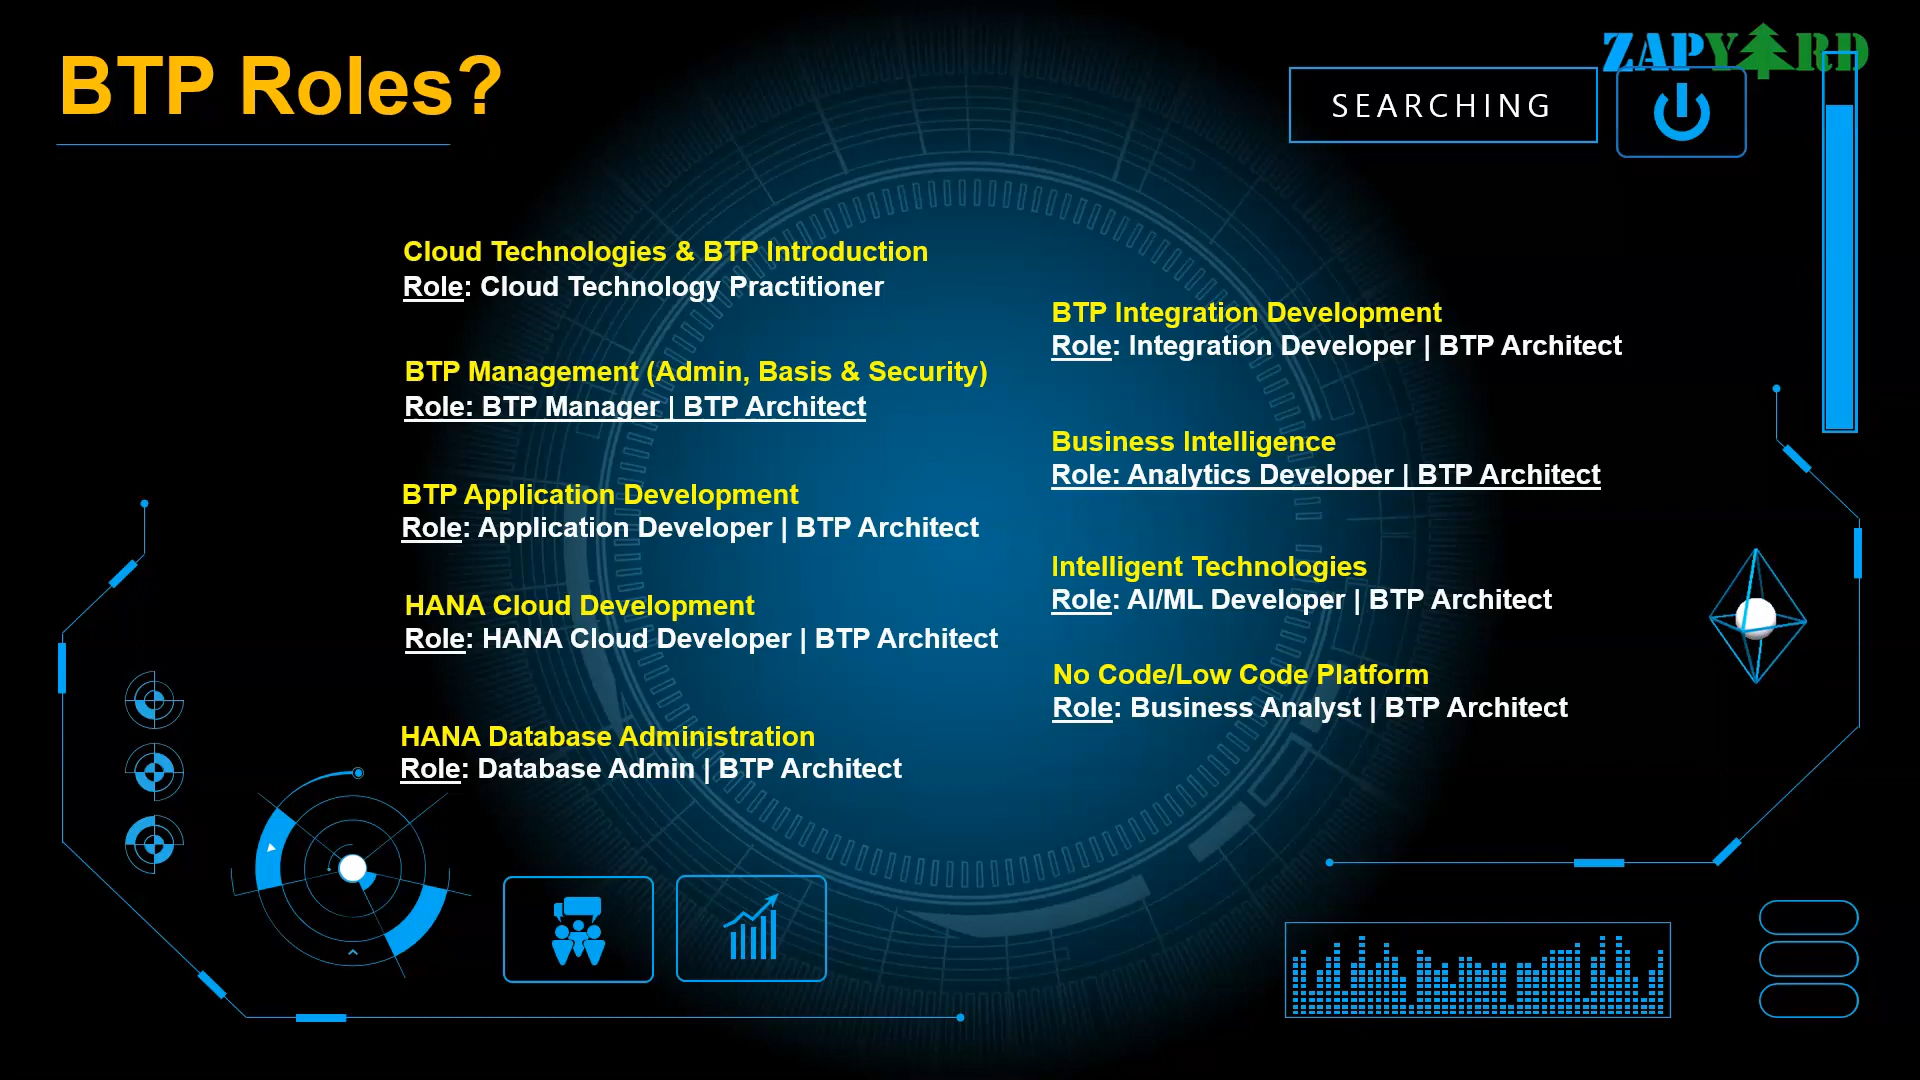 BTP Roles?
ZAPYARD
SEARCHING
Cloud Technologies & BTP Introduction
Role: Cloud Technology Practitioner
BTP Management (Admin, Basis & Security)
Role: BTP Manager | BTP Architect
BTP Application Development
Role: Application Developer | BTP Architect
HANA Cloud Development
Role: HANA Cloud Developer | BTP Architect
HANA Database Administration
Role: Database Admin | BTP Architect
BTP Integration Development
Role: Integration Developer | BTP Architect
Business Intelligence
Role: Analytics Developer | BTP Architect
Intelligent Technologies
Role: AI/ML Developer | BTP Architect
No Code/Low Code Platform
Role: Business Analyst | BTP Architect